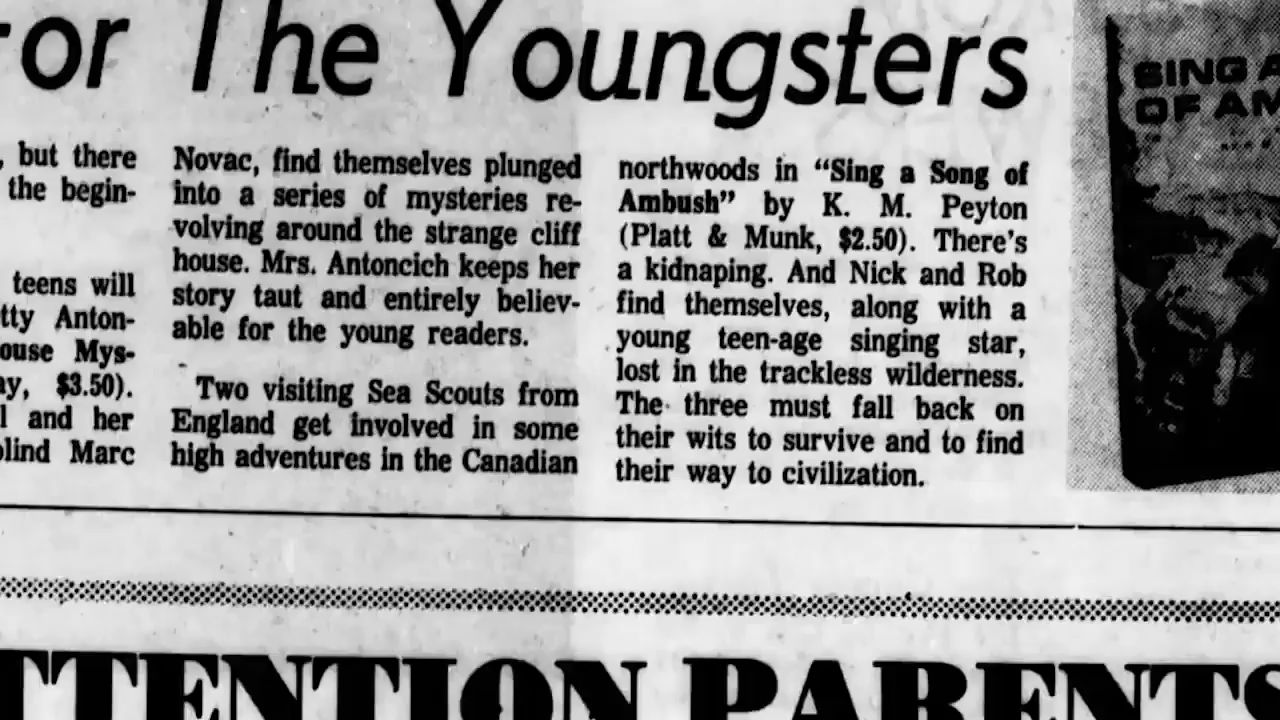 or The Youngsters
, but there
the begin-
teens will
tty Anton-
ouse Mys-
ay, $3.50).
l and her
blind Marc
Novac, find themselves plunged
into a series of mysteries re-
volving around the strange cliff
house. Mrs. Antoncich keeps her
story taut and entirely believ-
able for the young readers.
Two visiting Sea Scouts from
England get involved in some
high adventures in the Canadian
northwoods in “Sing a Song of
Ambush” by K. M. Peyton
(Platt & Munk, $2.50). There’s
a kidnaping. And Nick and Rob
find themselves, along with a
young teen-age singing star,
lost in the trackless wilderness.
The three must fall back on
their wits to survive and to find
their way to civilization.
SING A
OF AM
TTENTION PARENTS